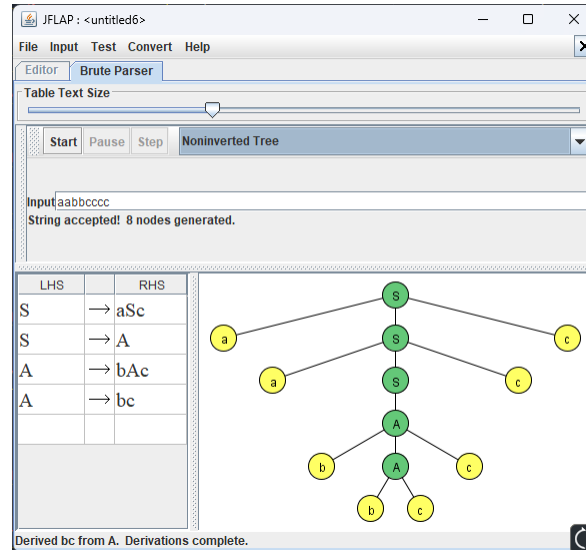 JFLAP : <untitled6>
File Input Test Convert Help
Editor Brute Parser
Table Text Size
Start Pause Step Noninverted Tree
Input aabbcccc
String accepted! 8 nodes generated.
LHS RHS
S → aSc
S → A
A → bAc
A → bc
S
a S c
a S c
A
b A c
b c
Derived bc from A. Derivations complete.